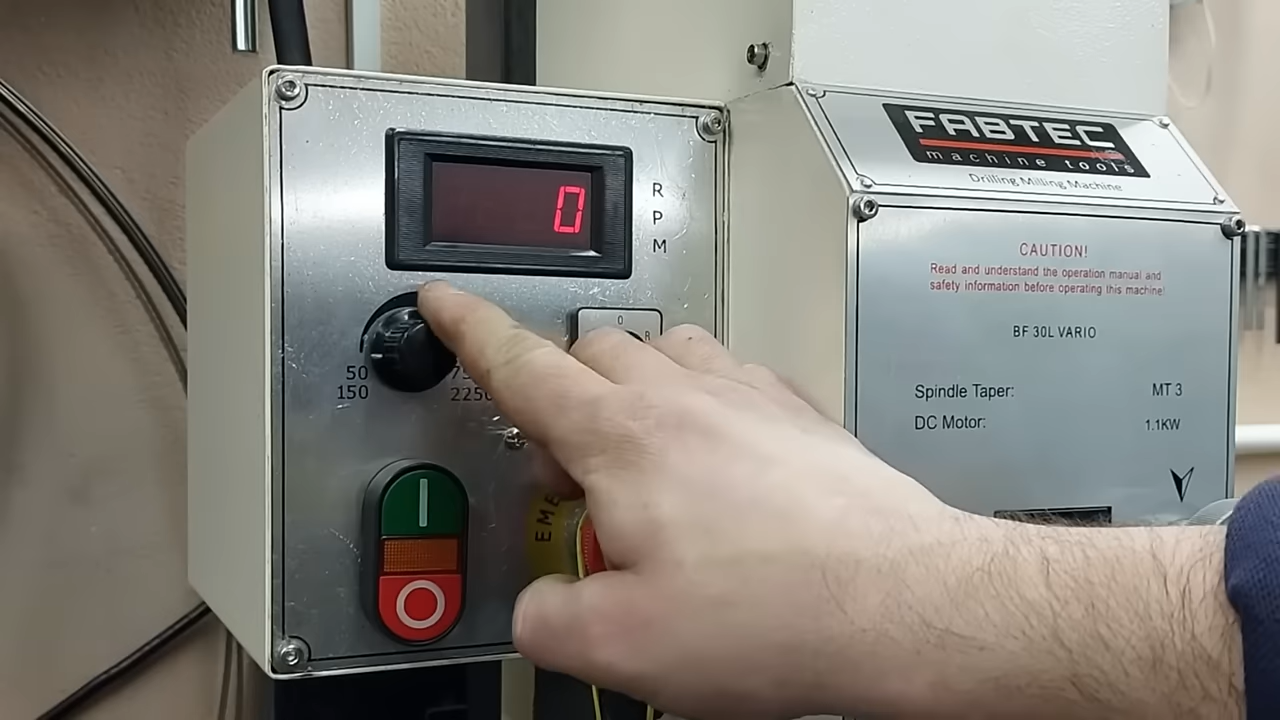 0
R
P
M
50
150
2250
0
R
EME
FABTEC
machine tools
Drilling Milling Machine
CAUTION!
Read and understand the operation manual and
safety information before operating this machine!
BF 30L VARIO
Spindle Taper: MT 3
DC Motor: 1.1KW